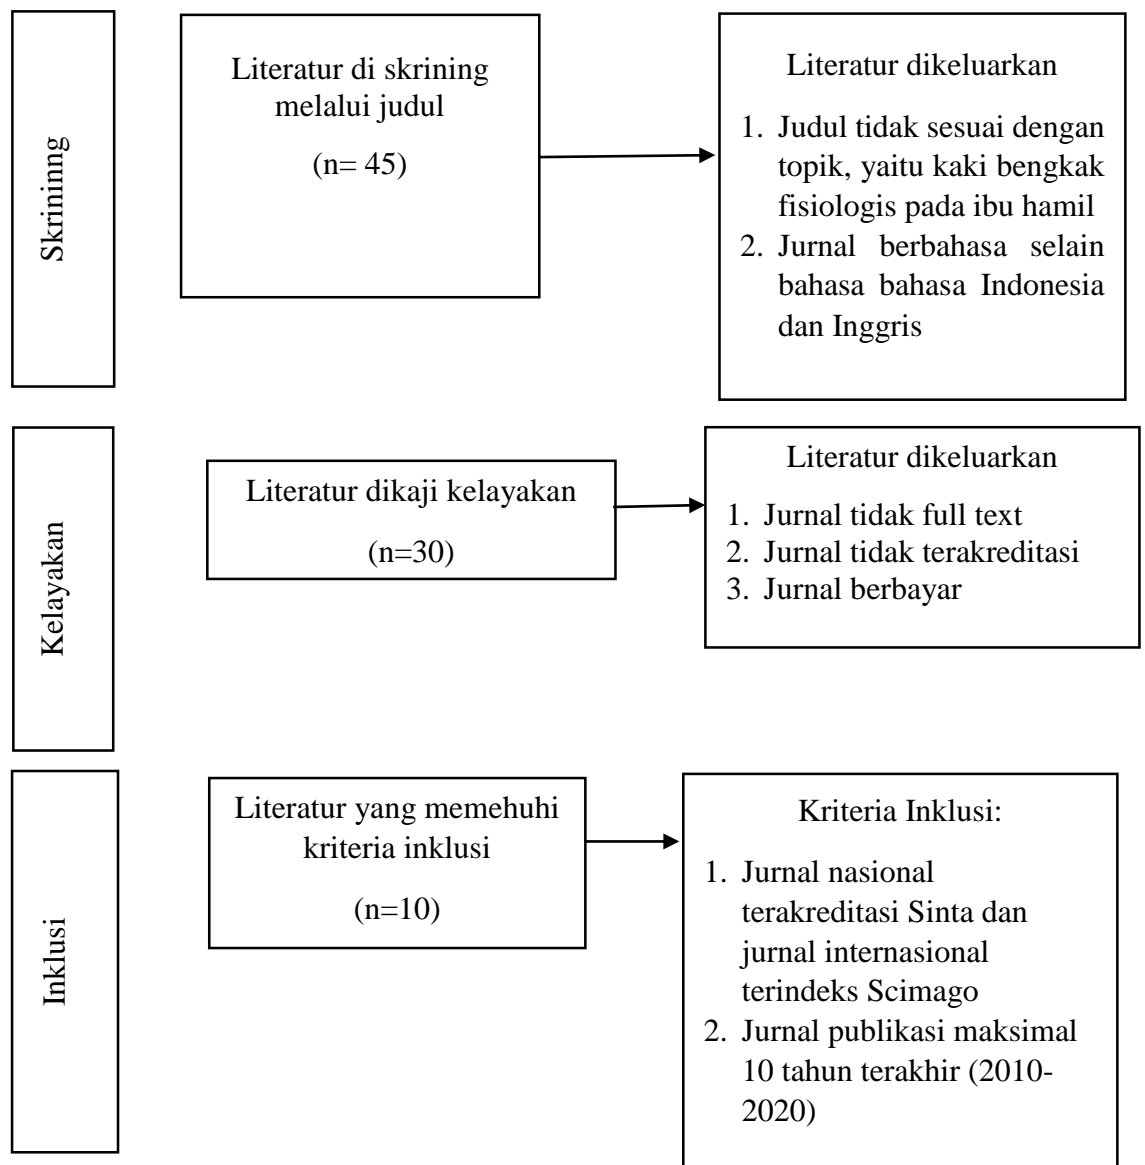 Skrininng
Literatur di skrining
melalui judul
(n= 45)
Literatur dikeluarkan
1. Judul tidak sesuai dengan
topik, yaitu kaki bengkak
fisiologis pada ibu hamil
2. Jurnal berbahasa selain
bahasa bahasa Indonesia
dan Inggris
Kelayakan
Literatur dikaji kelayakan
(n=30)
Literatur dikeluarkan
1. Jurnal tidak full text
2. Jurnal tidak terakreditasi
3. Jurnal berbayar
Inklusi
Literatur yang memehuhi
kriteria inklusi
(n=10)
Kriteria Inklusi:
1. Jurnal nasional
terakreditasi Sinta dan
jurnal internasional
terindeks Scimago
2. Jurnal publikasi maksimal
10 tahun terakhir (2010-
2020)